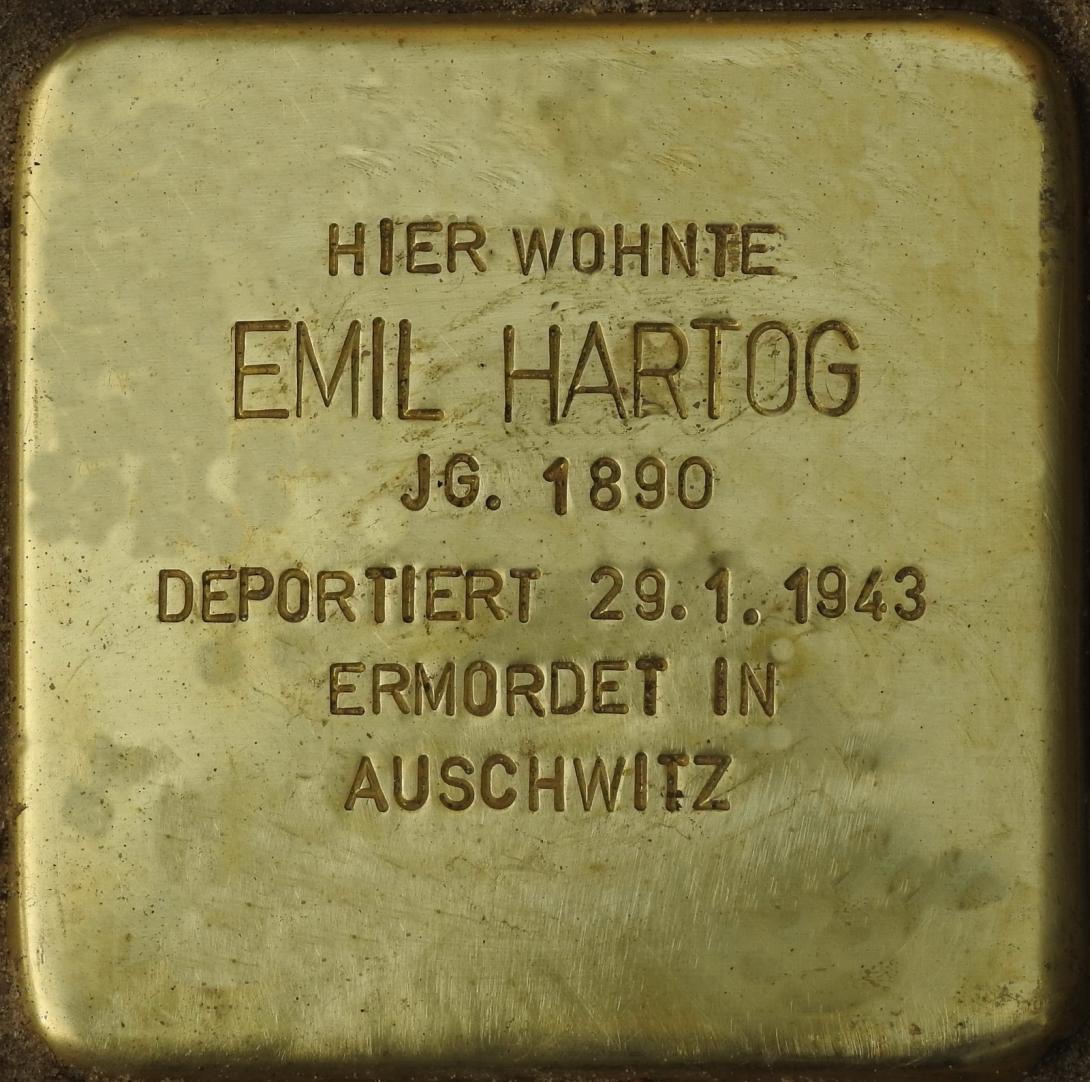 HIER WOHNTE
EMIL HARTOG
JG. 1890
DEPORTIERT 29.1.1943
ERMORDET IN
AUSCHWITZ